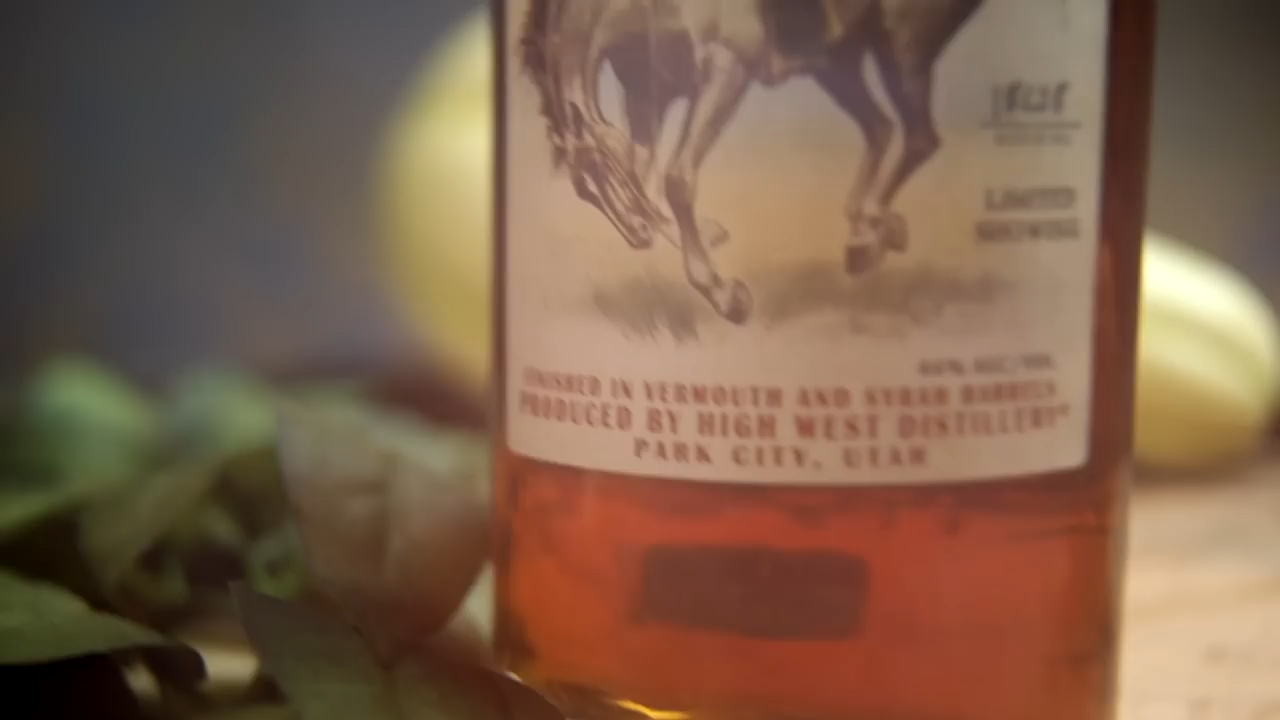 LIMITED
FINISHED IN VERMOUTH AND SYRAH BARRELS
PRODUCED BY HIGH WEST DISTILLERY®
PARK CITY, UTAH